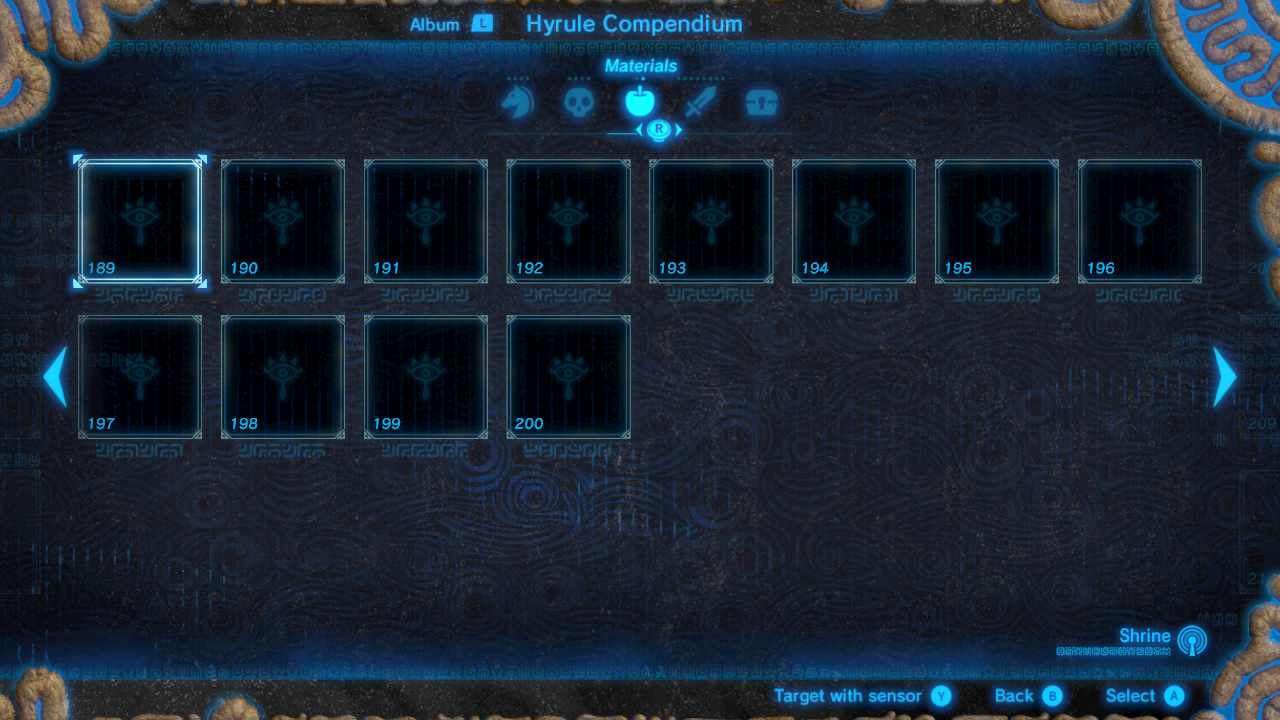 Album L Hyrule Compendium
Materials
R
189 190 191 192 193 194 195 196
197 198 199 200
209
Shrine
Target with sensor Y Back B Select A